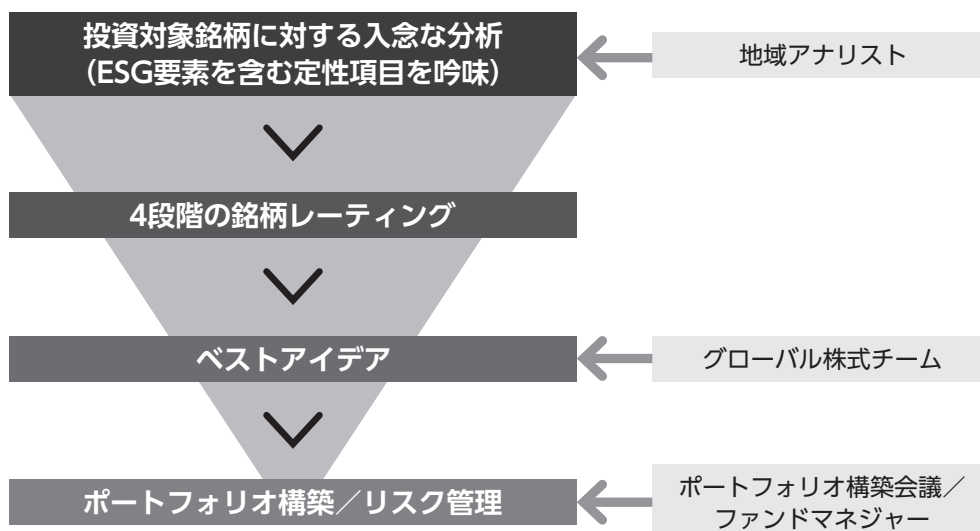 投資対象銘柄に対する入念な分析
（ESG要素を含む定性項目を吟味）
地域アナリスト
4段階の銘柄レーティング
ベストアイデア
グローバル株式チーム
ポートフォリオ構築／リスク管理
ポートフォリオ構築会議／
ファンドマネジャー